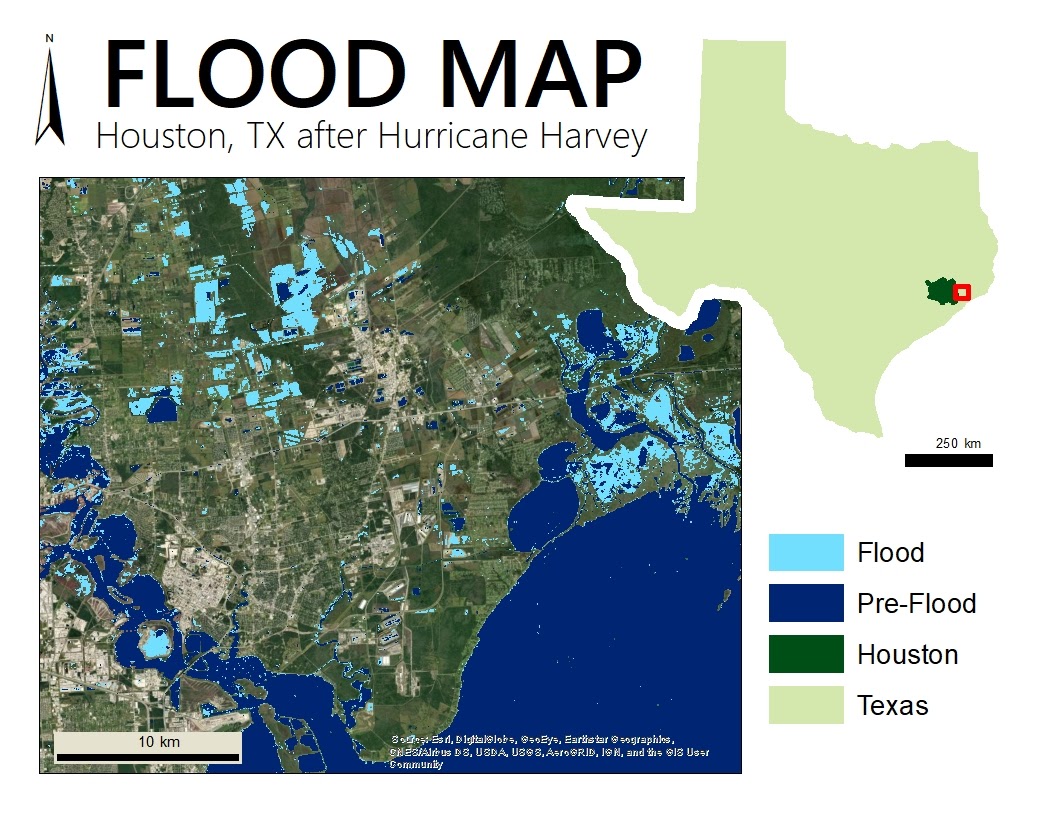 N
FLOOD MAP
Houston, TX after Hurricane Harvey
250 km
Flood
Pre-Flood
Houston
Texas
10 km
Source: Esri, DigitalGlobe, GeoEye, Earthstar Geographics,
CNES/Airbus DS, USDA, USGS, AeroGRID, IGN, and the GIS User
Community